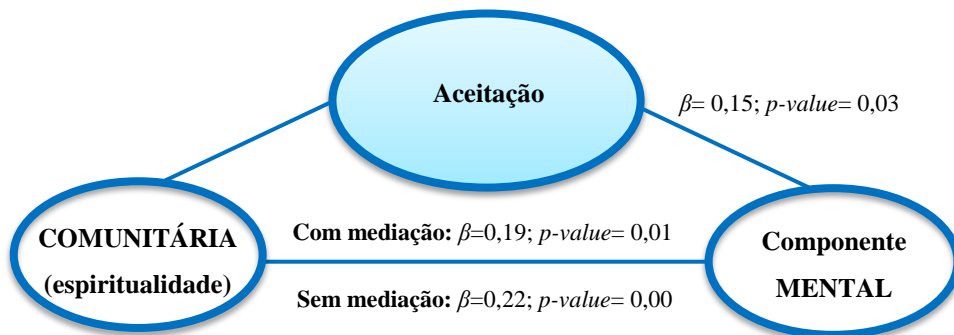 Aceitação
β= 0,15; p-value= 0,03
COMUNITÁRIA
(espiritualidade)
Com mediação: β=0,19; p-value= 0,01
Sem mediação: β=0,22; p-value= 0,00
Componente
MENTAL